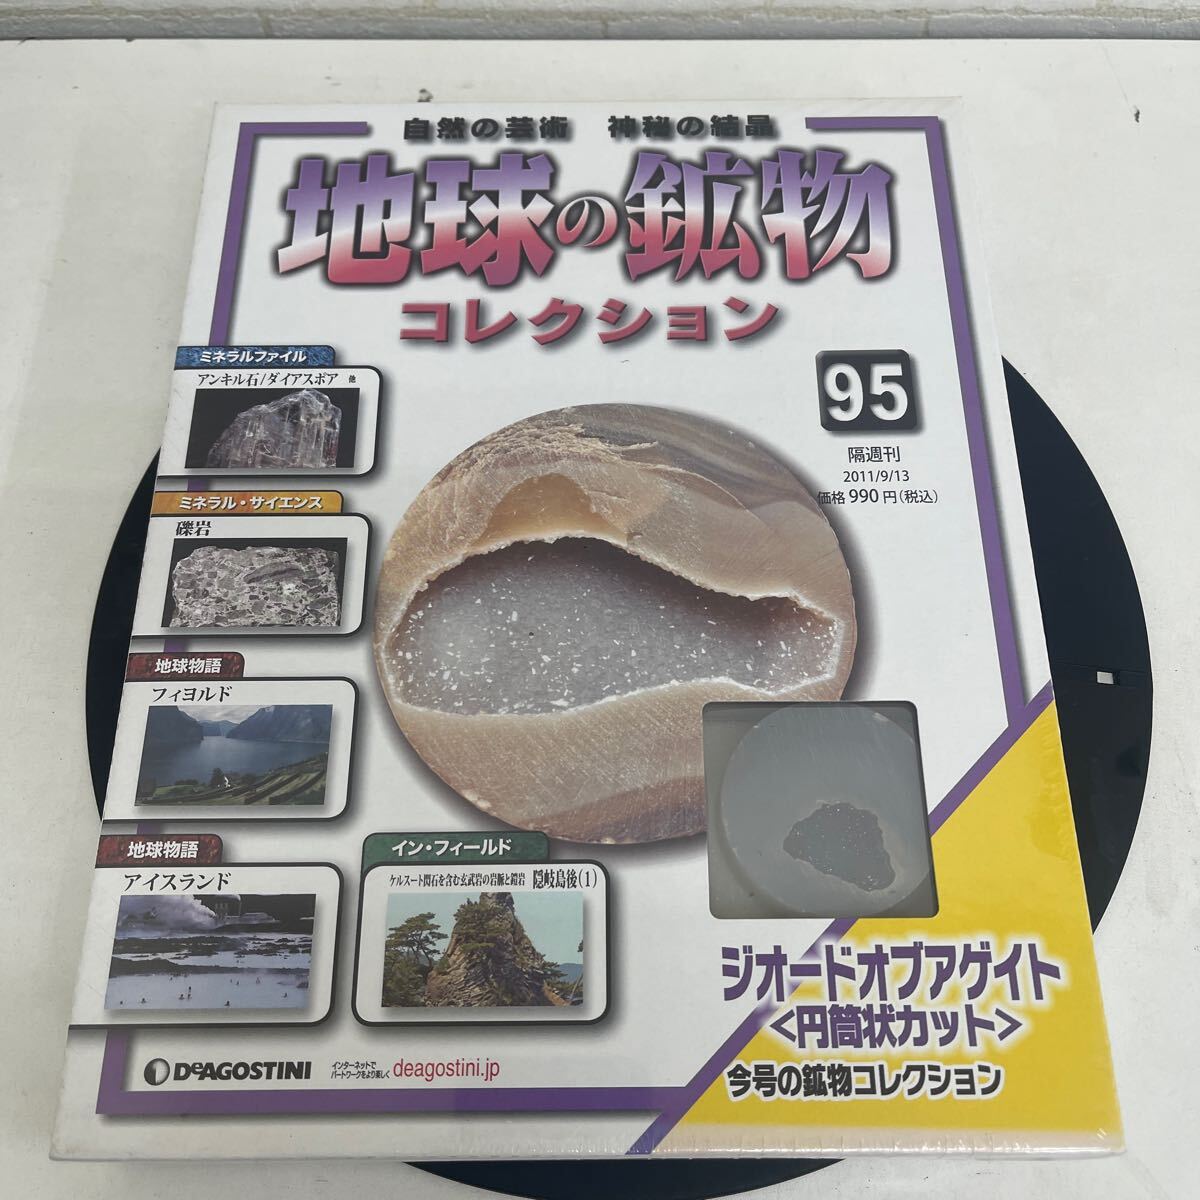 自然の芸術　神秘の結晶
地球の鉱物
コレクション
95
隔週刊
2011/9/13
価格 990 円(税込)
ミネラルファイル
アンキル石/ダイアスポア 他
ミネラル・サイエンス
礫岩
地球物語
フィヨルド
地球物語
アイスランド
イン・フィールド
ケルスート閃石を含む玄武岩の岩脈と鎧岩 隠岐島後(1)
ジオードオブアゲイト
<円筒状カット>
今号の鉱物コレクション
DeAGOSTINI
インターネットで
パートワークをより楽しく
deagostini.jp